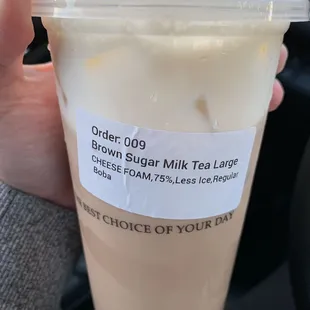 Order: 009
Brown Sugar Milk Tea Large
CHEESE FOAM,75%,Less Ice,Regular
Boba
BEST CHOICE OF YOUR DAY